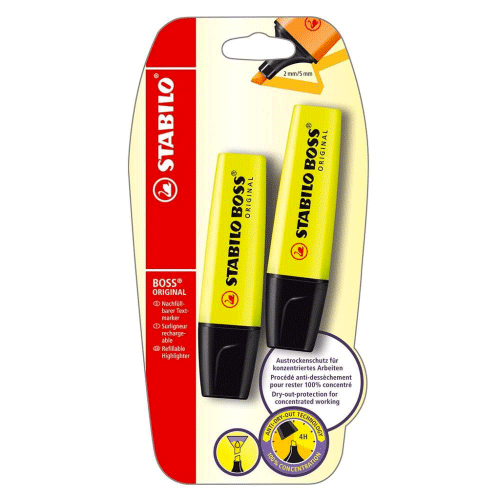 2 mm/5 mm
STABILO®
STABILO BOSS
ORIGINAL
STABILO BOSS
ORIGINAL
BOSS®
ORIGINAL
Nachfüll-
barer Text-
marker
Surligneur
recharge-
able
Refillable
Highlighter
Austrocknenschutz für
konzentriertes Arbeiten
Procédé anti-dessèchement
pour rester 100% concentré
Dry-out-protection for
concentrated working
ANTI-DRY-OUT TECHNOLOGY
4H
100% CONCENTRATION